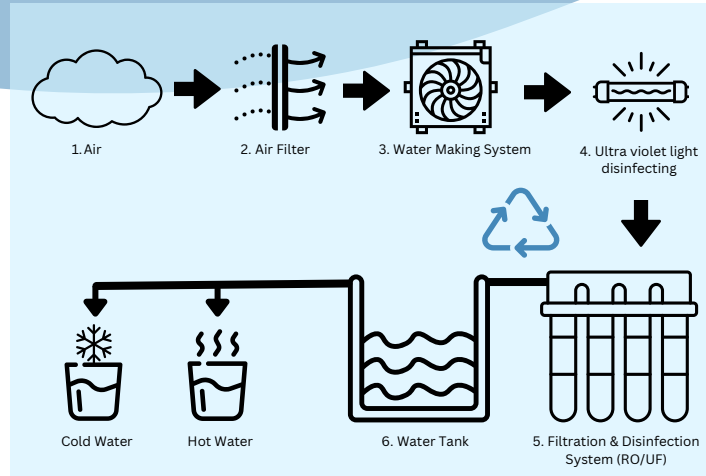 1. Air
2. Air Filter
3. Water Making System
4. Ultra violet light
disinfecting
Cold Water
Hot Water
6. Water Tank
5. Filtration & Disinfection
System (RO/UF)